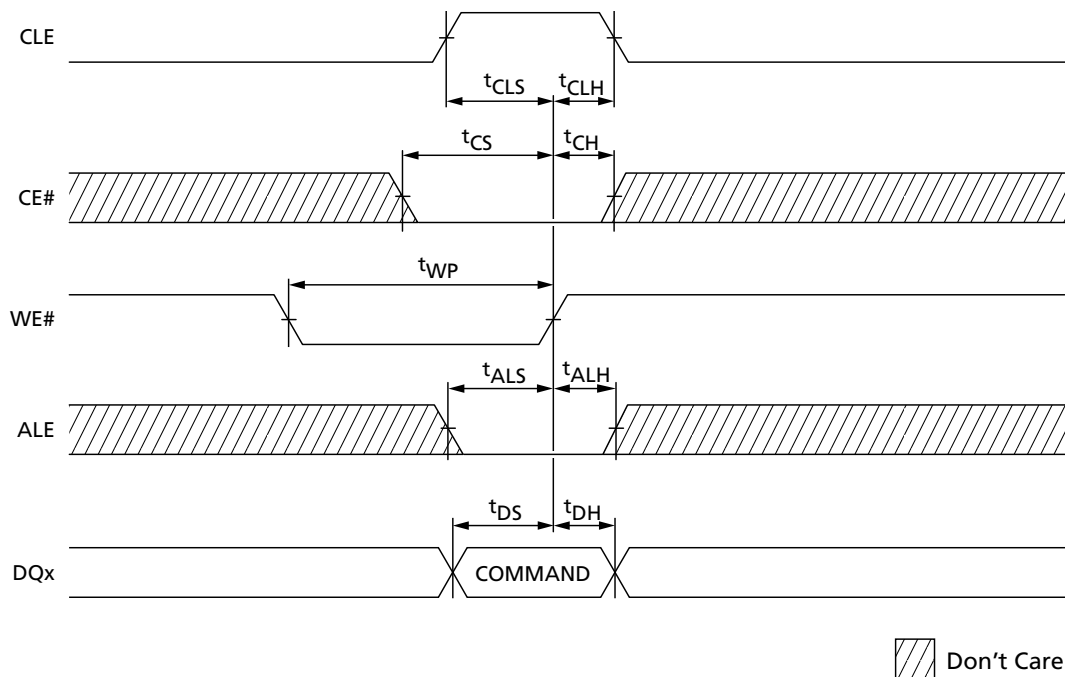 CLE
tCLS tCLH
tCS tCH
CE#
tWP
WE#
tALS tALH
ALE
tDS tDH
DQx COMMAND
Don't Care